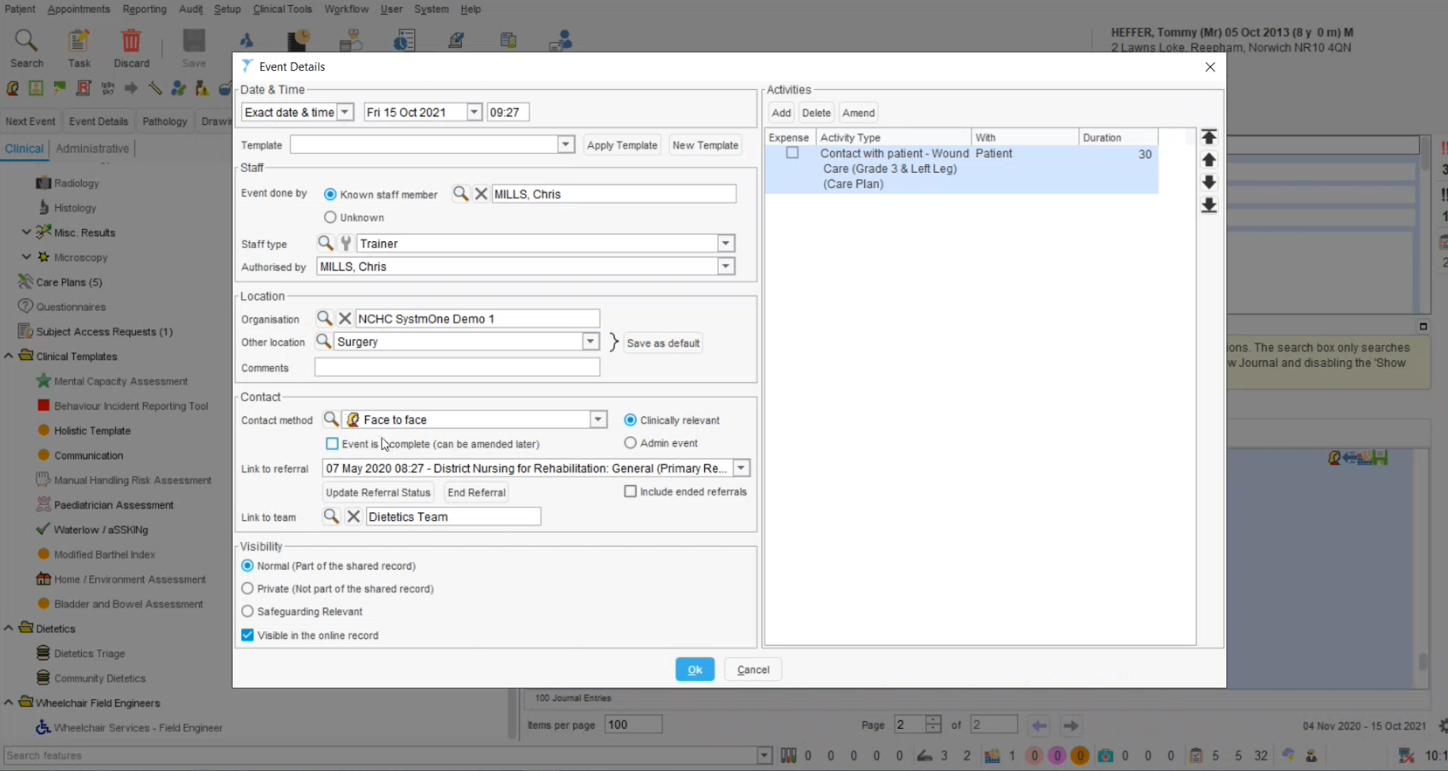 Patient Appointments Reporting Audit Setup Clinical Tools Workflow User System Help
HEFFER, Tommy (Mr) 05 Oct 2013 (8 y 0 m) M
2 Lawns Loke, Reepham, Norwich NR10 4QN
Search Task Discard Save
Next Event Event Details Pathology
Clinical Administrative
Radiology
Histology
Misc. Results
Microscopy
Care Plans (5)
Questionnaires
Subject Access Requests (1)
Clinical Templates
Mental Capacity Assessment
Behaviour Incident Reporting Tool
Holistic Template
Communication
Manual Handling Risk Assessment
Paediatrician Assessment
Waterlow / aSSKINg
Modified Barthel Index
Home / Environment Assessment
Bladder and Bowel Assessment
Dietetics
Dietetics Triage
Community Dietetics
Wheelchair Field Engineers
Wheelchair Services - Field Engineer
Search features
Event Details
Date & Time
Exact date & time Fri 15 Oct 2021 09:27
Template Apply Template New Template
Staff
Event done by Known staff member MILLS, Chris
Unknown
Staff type Trainer
Authorised by MILLS, Chris
Location
Organisation NCHC SystmOne Demo 1
Other location Surgery } Save as default
Comments
Contact
Contact method Face to face Clinically relevant
Event is complete (can be amended later) Admin event
Link to referral 07 May 2020 08:27 - District Nursing for Rehabilitation: General (Primary Re...
Update Referral Status End Referral Include ended referrals
Link to team Dietetics Team
Visibility
Normal (Part of the shared record)
Private (Not part of the shared record)
Safeguarding Relevant
Visible in the online record
Ok Cancel
Activities
Add Delete Amend
Expense Activity Type With Duration
Contact with patient - Wound Patient 30
Care (Grade 3 & Left Leg)
(Care Plan)
ions. The search box only searches
w Journal and disabling the 'Show
100 Journal Entries
Items per page 100 Page 2 of 2 04 Nov 2020 - 15 Oct 2021
0 0 0 0 0 3 2 1 0 0 0 0 0 0 5 5 32 10:1